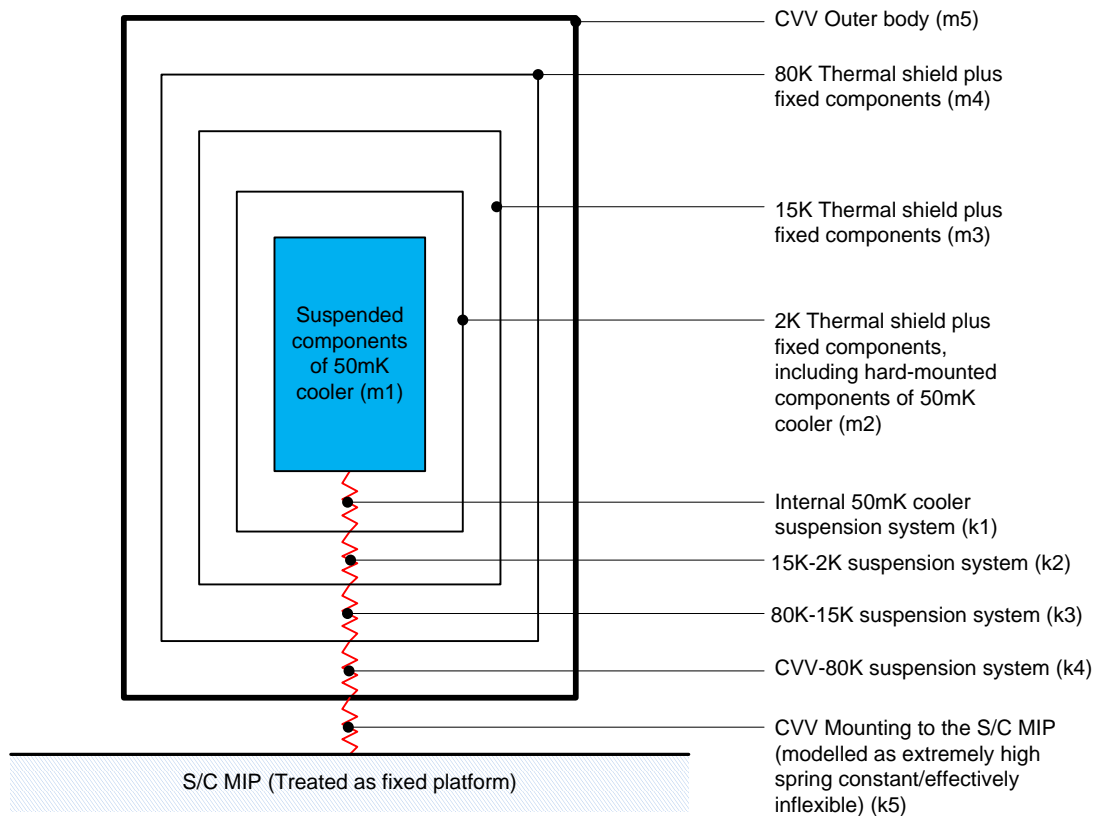 CVV Outer body (m5)
80K Thermal shield plus
fixed components (m4)
15K Thermal shield plus
fixed components (m3)
Suspended
components
of 50mK
cooler (m1)
2K Thermal shield plus
fixed components,
including hard-mounted
components of 50mK
cooler (m2)
Internal 50mK cooler
suspension system (k1)
15K-2K suspension system (k2)
80K-15K suspension system (k3)
CVV-80K suspension system (k4)
CVV Mounting to the S/C MIP
(modelled as extremely high
spring constant/effectively
inflexible) (k5)
S/C MIP (Treated as fixed platform)